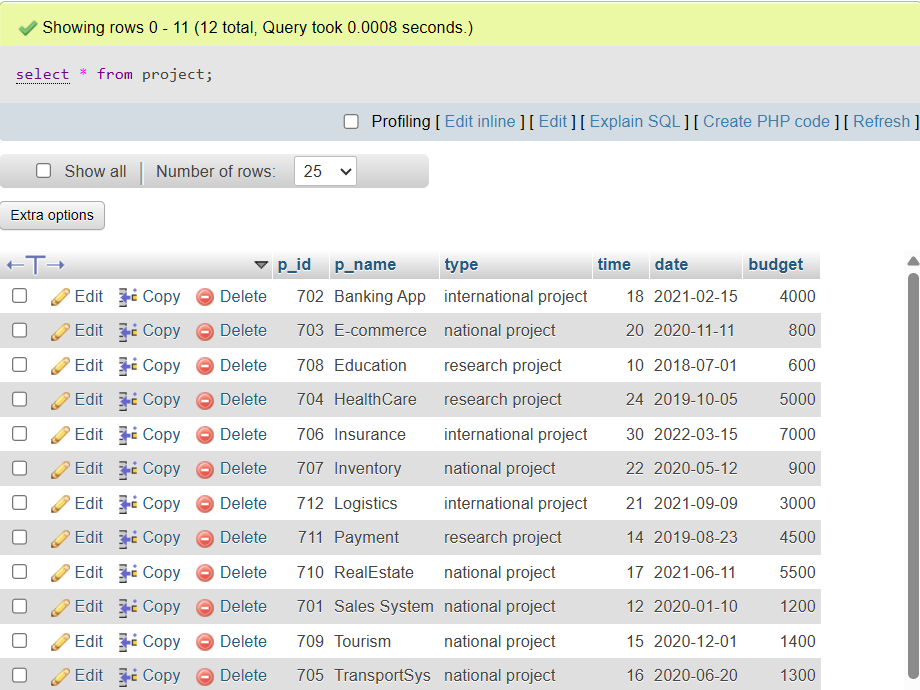 Showing rows 0 - 11 (12 total, Query took 0.0008 seconds.)
select * from project;
Profiling [ Edit inline ] [ Edit ] [ Explain SQL ] [ Create PHP code ] [ Refresh ]
Show all | Number of rows: 25
Extra options
←T→ p_id p_name type time date budget
Edit Copy Delete 702 Banking App international project 18 2021-02-15 4000
Edit Copy Delete 703 E-commerce national project 20 2020-11-11 800
Edit Copy Delete 708 Education research project 10 2018-07-01 600
Edit Copy Delete 704 HealthCare research project 24 2019-10-05 5000
Edit Copy Delete 706 Insurance international project 30 2022-03-15 7000
Edit Copy Delete 707 Inventory national project 22 2020-05-12 900
Edit Copy Delete 712 Logistics international project 21 2021-09-09 3000
Edit Copy Delete 711 Payment research project 14 2019-08-23 4500
Edit Copy Delete 710 RealEstate national project 17 2021-06-11 5500
Edit Copy Delete 701 Sales System national project 12 2020-01-10 1200
Edit Copy Delete 709 Tourism national project 15 2020-12-01 1400
Edit Copy Delete 705 TransportSys national project 16 2020-06-20 1300